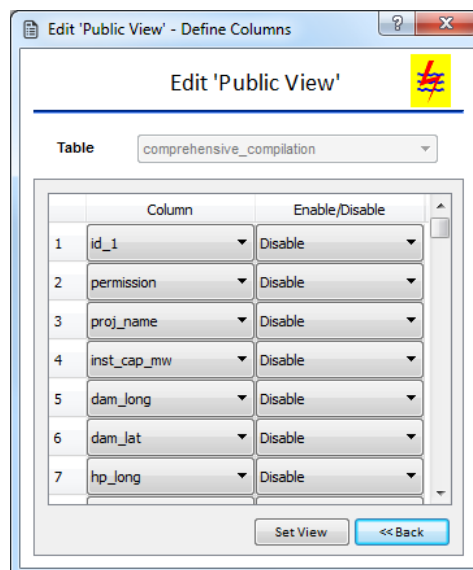 Edit 'Public View' - Define Columns
Edit 'Public View'
Table comprehensive_compilation
Column Enable/Disable
1 id_1 Disable
2 permission Disable
3 proj_name Disable
4 inst_cap_mw Disable
5 dam_long Disable
6 dam_lat Disable
7 hp_long Disable
Set View << Back